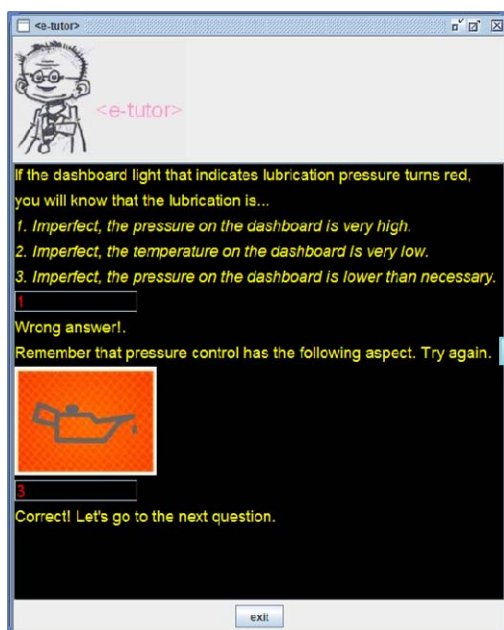 <e-tutor>
<e-tutor>
If the dashboard light that indicates lubrication pressure turns red,
you will know that the lubrication is...
1. Imperfect, the pressure on the dashboard is very high.
2. Imperfect, the temperature on the dashboard is very low.
3. Imperfect, the pressure on the dashboard is lower than necessary.
1
Wrong answer!.
Remember that pressure control has the following aspect. Try again.
3
Correct! Let's go to the next question.
exit